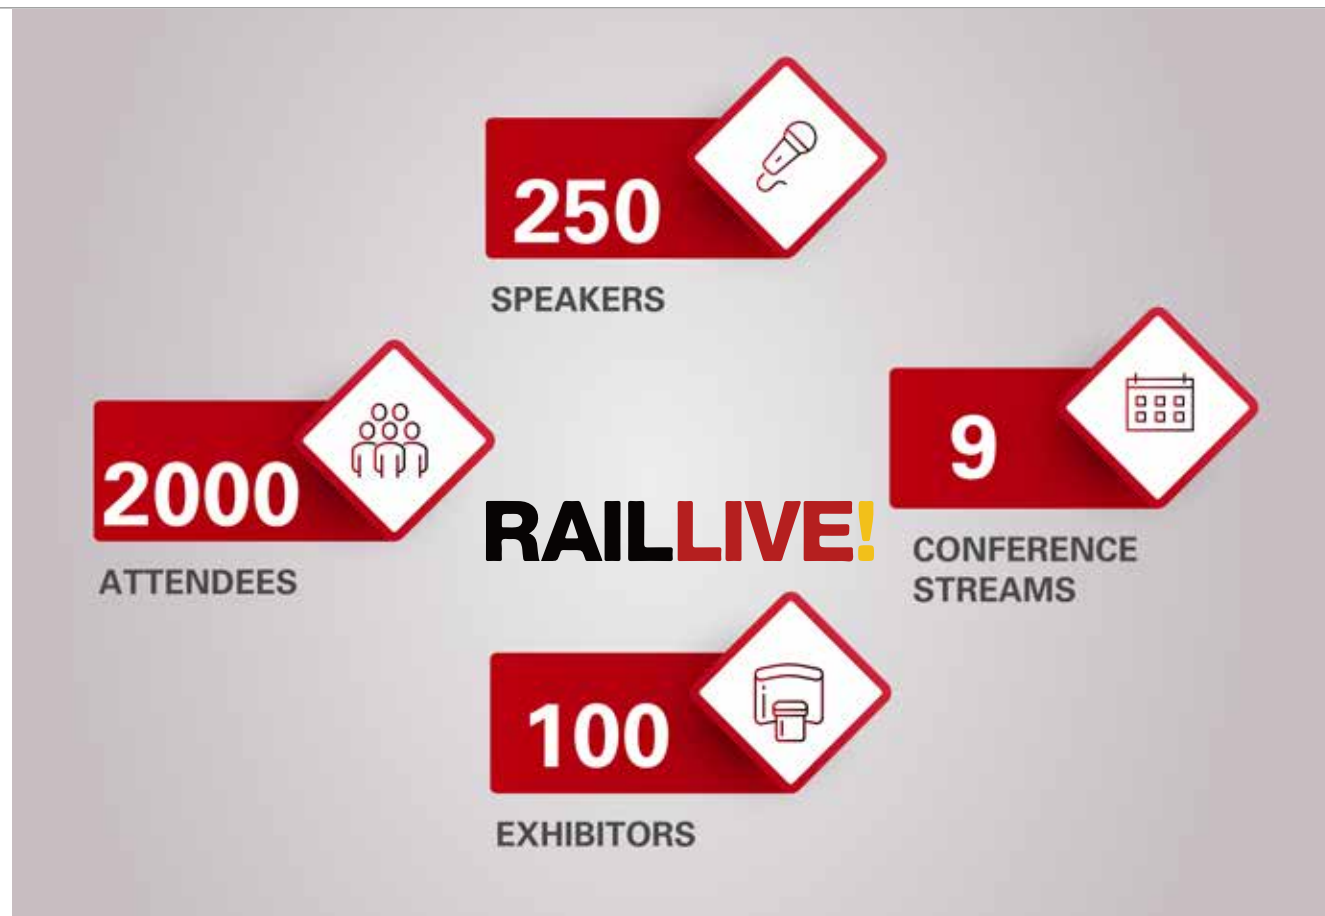 250
SPEAKERS
2000
ATTENDEES
9
CONFERENCE
STREAMS
RAILLIVE!
100
EXHIBITORS